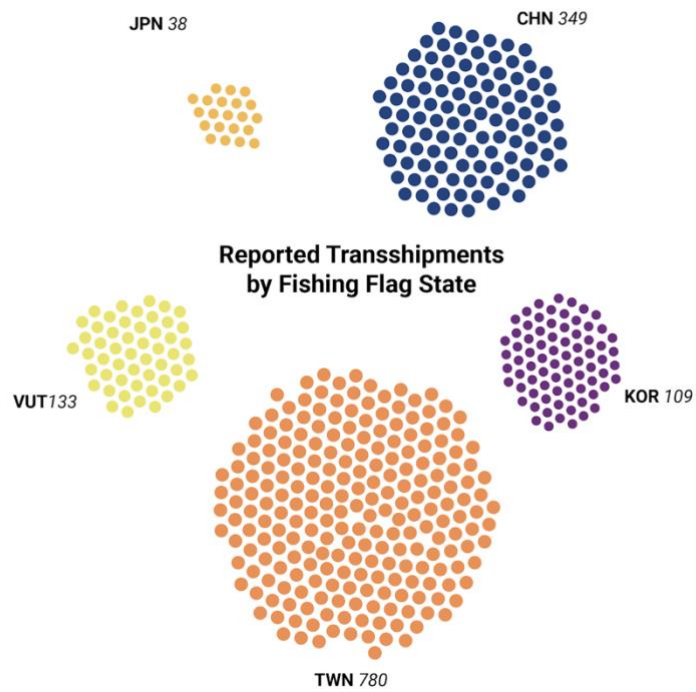 JPN 38
CHN 349
Reported Transshipments
by Fishing Flag State
VUT133
KOR 109
TWN 780